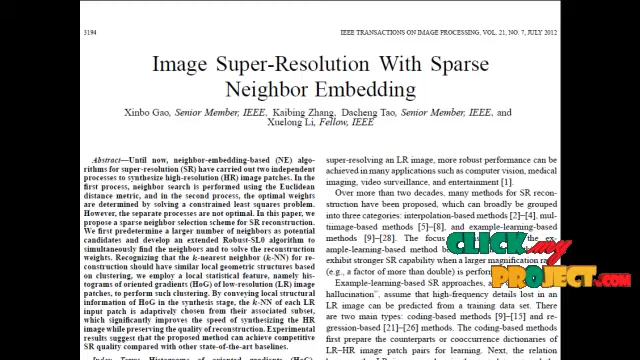 3194
IEEE TRANSACTIONS ON IMAGE PROCESSING, VOL. 21, NO. 7, JULY 2012
Image Super-Resolution With Sparse
Neighbor Embedding
Xinbo Gao, Senior Member, IEEE, Kaibing Zhang, Dacheng Tao, Senior Member, IEEE, and
Xuelong Li, Fellow, IEEE
Abstract—Until now, neighbor-embedding-based (NE) algo-
rithms for super-resolution (SR) have carried out two independent
processes to synthesize high-resolution (HR) image patches. In the
first process, neighbor search is performed using the Euclidean
distance metric, and in the second process, the optimal weights
are determined by solving a constrained least squares problem.
However, the separate processes are not optimal. In this paper, we
propose a sparse neighbor selection scheme for SR reconstruction.
We first predetermine a larger number of neighbors as potential
candidates and develop an extended Robust-SL0 algorithm to
simultaneously find the neighbors and to solve the reconstruction
weights. Recognizing that the k-nearest neighbor (k-NN) for re-
construction should have similar local geometric structures based
on clustering, we employ a local statistical feature, namely his-
tograms of oriented gradients (HoG) of low-resolution (LR) image
patches, to perform such clustering. By conveying local structural
information of HoG in the synthesis stage, the k-NN of each LR
input patch is adaptively chosen from their associated subset,
which significantly improves the speed of synthesizing the HR
image while preserving the quality of reconstruction. Experimental
results suggest that the proposed method can achieve competitive
SR quality compared with other state-of-the-art baselines.
Index Terms—Histograms of oriented gradients (HoG),
super-resolving an LR image, more robust performance can be
achieved in many applications such as computer vision, medical
imaging, video surveillance, and entertainment [1].
Over more than two decades, many methods for SR recon-
struction have been proposed, which can broadly be grouped
into three categories: interpolation-based methods [2]–[4], mul-
tiimage-based methods [5]–[8], and example-learning-based
methods [9]–[28]. The focus
ex-
ample-learning-based method b
exhibit stronger SR capability when a larger magnification ra
(e.g., a factor of more than double) is perfor
Example-learning-based SR approaches, a
hallucination", assume that high-frequency details lost in an
LR image can be predicted from a training data set. There
are two main types: coding-based methods [9]–[15] and re-
gression-based [21]–[26] methods. The coding-based methods
first prepare the counterparts or cooccurrence dictionaries of
LR–HR image patch pairs for learning. Next, the relation
Click
my
PROJECT.com